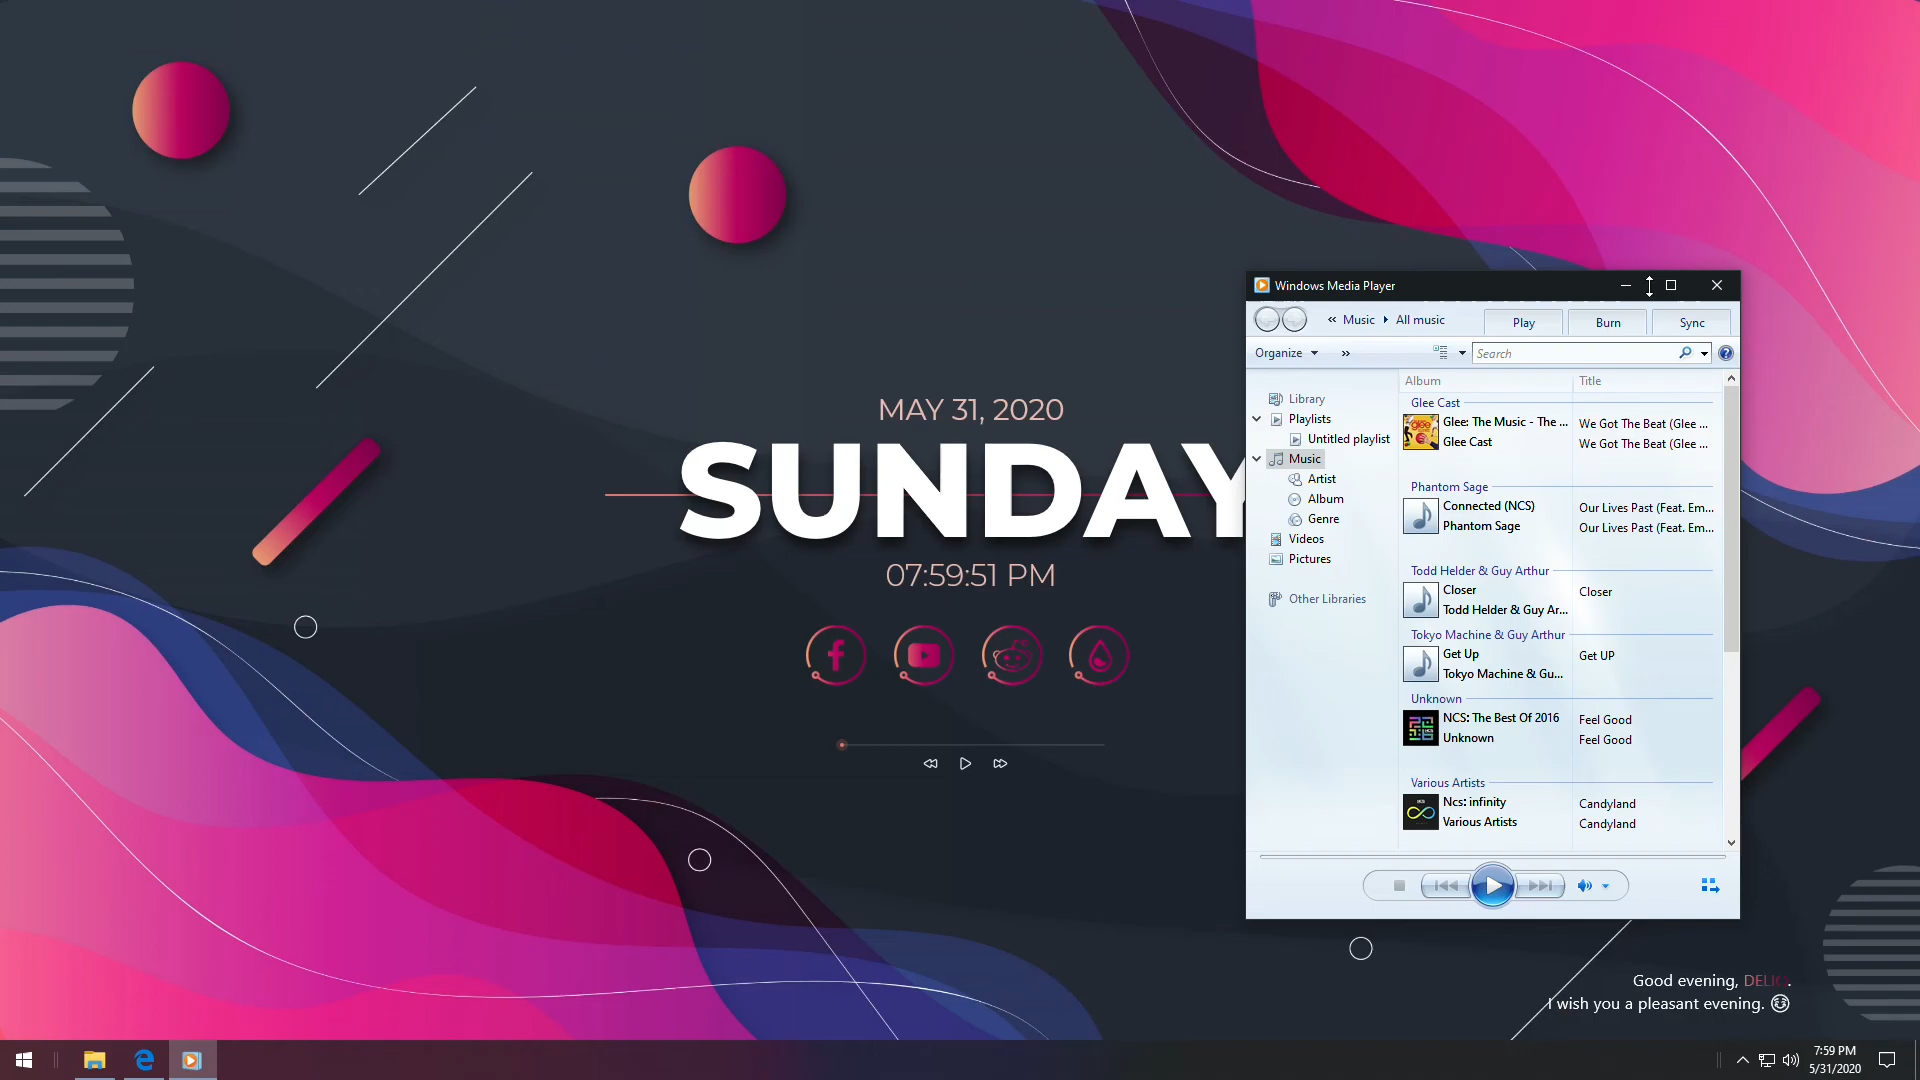 MAY 31, 2020
SUNDAY
07:59:51 PM
Windows Media Player
Music All music
Play Burn Sync
Organize Search
Library
Playlists
Untitled playlist
Music
Artist
Album
Genre
Videos
Pictures
Other Libraries
Album Title
Glee Cast
Glee: The Music - The ... We Got The Beat (Glee ...
Glee Cast We Got The Beat (Glee ...
Phantom Sage
Connected (NCS) Our Lives Past (Feat. Em...
Phantom Sage Our Lives Past (Feat. Em...
Todd Helder & Guy Arthur
Closer Closer
Todd Helder & Guy Ar...
Tokyo Machine & Guy Arthur
Get Up Get UP
Tokyo Machine & Gu...
Unknown
NCS: The Best Of 2016 Feel Good
Unknown Feel Good
Various Artists
Ncs: infinity Candyland
Various Artists Candyland
Good evening,
I wish you a pleasant evening.
7:59 PM
5/31/2020